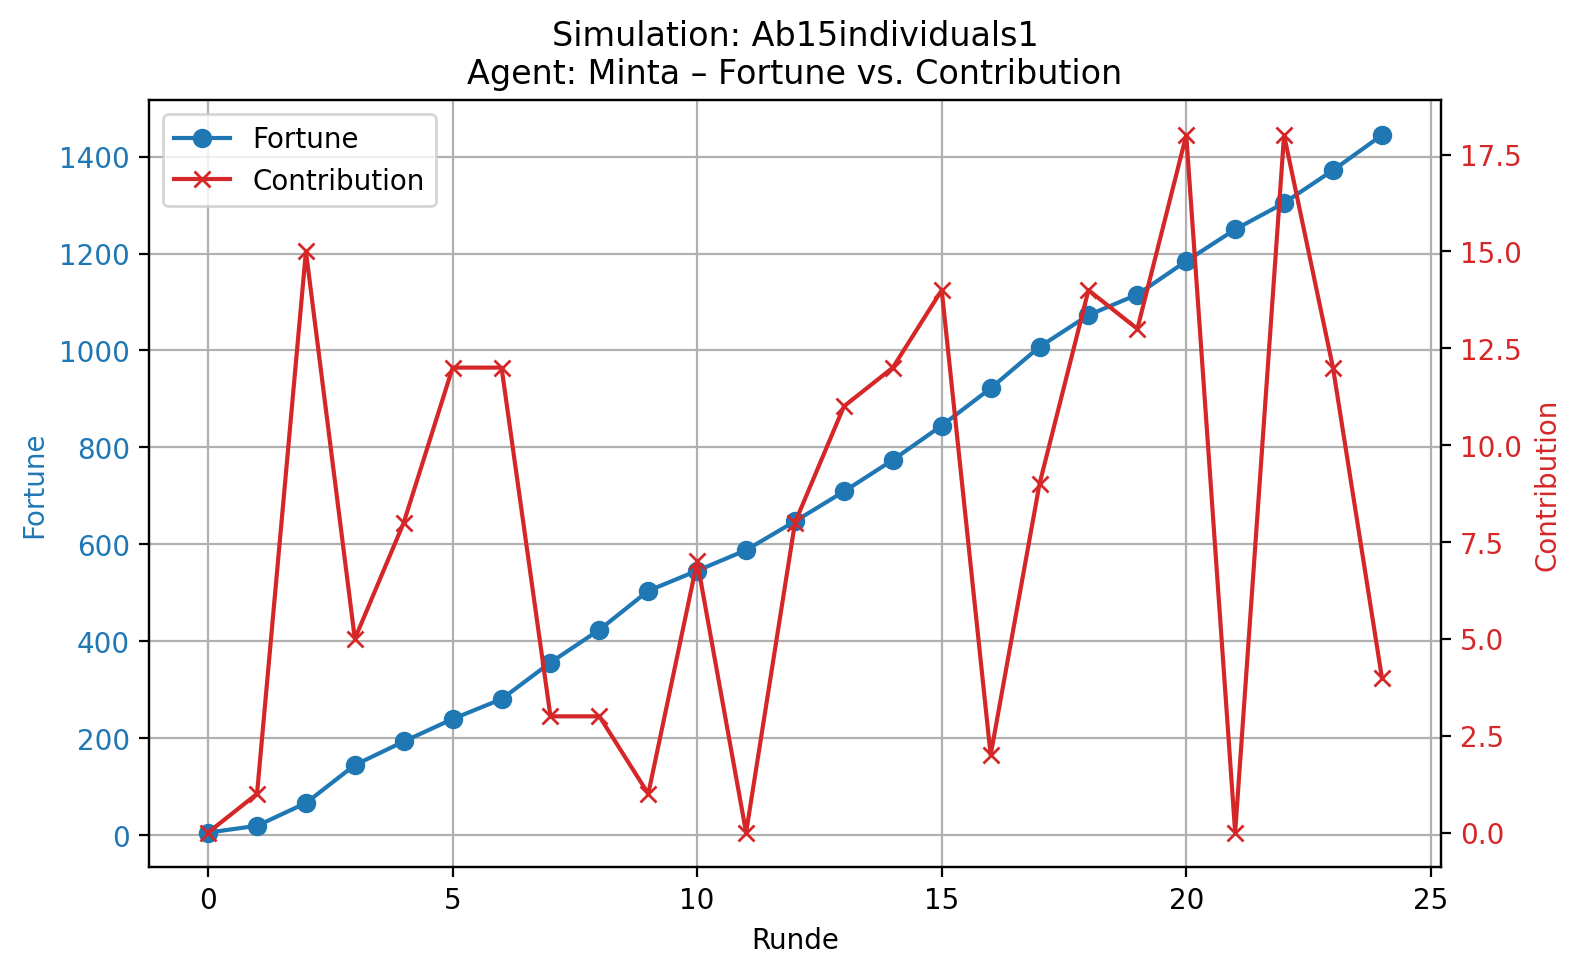 Simulation: Ab15individuals1
Agent: Minta – Fortune vs. Contribution
Fortune
Contribution
1400
1200
1000
800
600
400
200
0
Fortune
17.5
15.0
12.5
10.0
7.5
5.0
2.5
0.0
Contribution
0 5 10 15 20 25
Runde